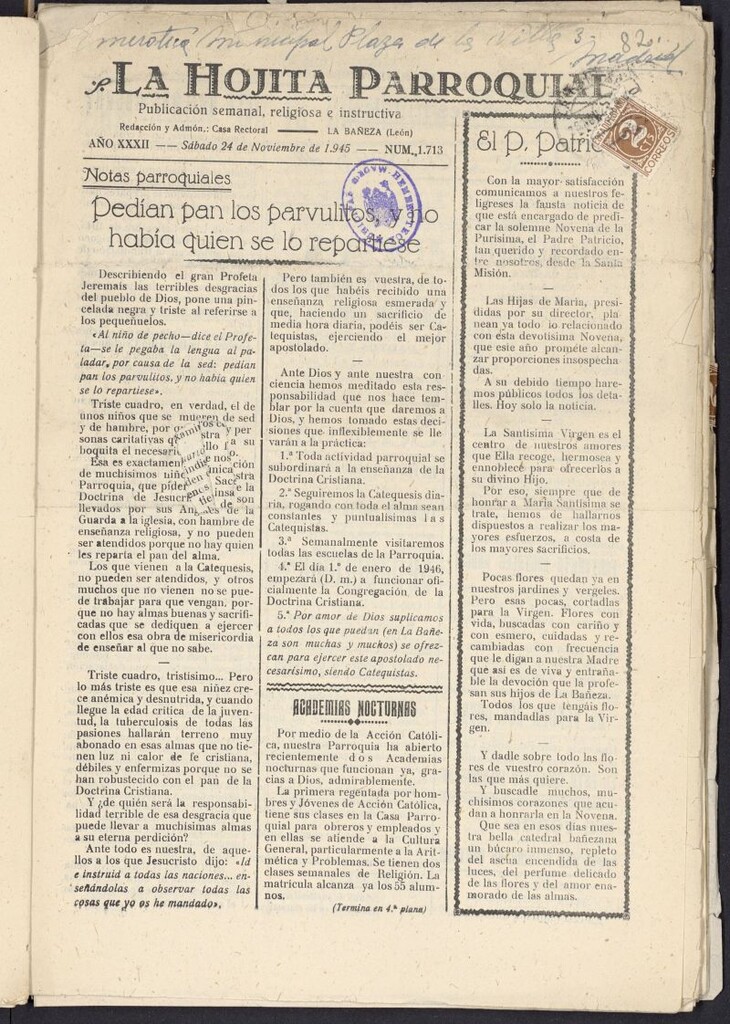 Municipal Plaza de la Villa 3
Madrid
LA HOJITA PARROQUIAL
Publicación semanal, religiosa e instructiva
Redacción y Admón.: Casa Rectoral —— LA BAÑEZA (León)
AÑO XXXII —— Sábado 24 de Noviembre de 1.945 —— NUM. 1.713
2 CTS
CORREOS
Notas parroquiales
Pedían pan los parvulitos, y no
había quien se lo repartiese
Describiendo el gran Profeta
Jeremais las terribles desgracias
del pueblo de Dios, pone una pin-
celada negra y triste al referirse a
los pequeñuelos.
«Al niño de pecho—dice el Profe-
ta—se le pegaba la lengua al pa-
ladar, por causa de la sed: pedían
pan los parvulitos, y no había quien
se lo repartiese».
Triste cuadro, en verdad, el de
unos niños que se mueren de sed
y de hambre, por y per
sonas caritativas q
boquita el necesari a su
Esa es exactamen
de muchísimos niñ
Parroquia, que piden
Doctrina de Jesucr
llevados por sus An de la
Guarda a la iglesia, con hambre de
enseñanza religiosa, y no pueden
ser atendidos porque no hay quien
les reparta el pan del alma.
Los que vienen a la Catequesis,
no pueden ser atendidos, y otros
muchos que no vienen no se pue-
de trabajar para que vengan, por-
que no hay almas buenas y sacrifi-
cadas que se dediquen a ejercer
con ellos esa obra de misericordia
de enseñar al que no sabe.
—
Triste cuadro, tristísimo... Pero
lo más triste es que esa niñez cre-
ce anémica y desnutrida, y cuando
llegue la edad crítica de la juven-
tud, la tuberculosis de todas las
pasiones hallarán terreno muy
abonado en esas almas que no tie-
nen luz ni calor de fe cristiana,
débiles y enfermizas porque no se
han robustecido con el pan de la
Doctrina Cristiana.
Y ¿de quién será la responsabi-
lidad terrible de esa desgracia que
puede llevar a muchísimas almas
a su eterna perdición?
Ante todo es nuestra, de aque-
llos a los que Jesucristo dijo: «Id
e instruid a todas las naciones... en-
señándolas a observar todas las
cosas que yo os he mandado».
Pero también es vuestra, de to-
dos los que habéis recibido una
enseñanza religiosa esmerada y
que, haciendo un sacrificio de
media hora diaria, podéis ser Ca-
tequistas, ejerciendo el mejor
apostolado.
—
Ante Dios y ante nuestra con-
ciencia hemos meditado esta res-
ponsabilidad que nos hace tem-
blar por la cuenta que daremos a
Dios, y hemos tomado estas deci-
siones que inflexiblemente se lle-
varán a la práctica:
1.ª Toda actividad parroquial se
subordinará a la enseñanza de la
Doctrina Cristiana.
2.ª Seguiremos la Catequesis dia-
ria, rogando con toda el alma sean
constantes y puntualísimas las
Catequistas.
3.ª Semanalmente visitaremos
todas las escuelas de la Parroquia.
4.ª El día 1.º de enero de 1946,
empezará (D. m.) a funcionar ofi-
cialmente la Congregación de la
Doctrina Cristiana.
5.ª Por amor de Dios suplicamos
a todos los que puedan (en La Bañe-
za son muchas y muchos) se ofrez-
can para ejercer este apostolado ne-
cesarísimo, siendo Catequistas.
ACADEMIAS NOCTURNAS
Por medio de la Acción Católi-
ca, nuestra Parroquia ha abierto
recientemente dos Academias
nocturnas que funcionan ya, gra-
cias a Dios, admirablemente.
La primera regentada por hom-
bres y Jóvenes de Acción Católica,
tiene sus clases en la Casa Parro-
quial para obreros y empleados y
en ellas se atiende a la Cultura
General, particularmente a la Arit-
mética y Problemas. Se tienen dos
clases semanales de Religión. La
matrícula alcanza ya los 55 alum-
nos.
(Termina en 4.ª plana)
El P. Patric
Con la mayor satisfacción
comunicamos a nuestros fe-
ligreses la fausta noticia de
que está encargado de predi-
car la solemne Novena de la
Purísima, el Padre Patricio,
tan querido y recordado en-
tre nosotros, desde la Santa
Misión.
—
Las Hijas de María, presi-
didas por su director, pla-
nean ya todo lo relacionado
con esta devotísima Novena,
que este año promete alcan-
zar proporciones insospecha-
das.
A su debido tiempo hare-
mos públicos todos los deta-
lles. Hoy solo la noticia.
—
La Santísima Virgen es el
centro de nuestros amores
que Ella recoge, hermosea y
ennoblece para ofrecerlos a
su divino Hijo.
Por eso, siempre que de
honrar a María Santísima se
trate, hemos de hallarnos
dispuestos a realizar los ma-
yores esfuerzos, a costa de
los mayores sacrificios.
—
Pocas flores quedan ya en
nuestros jardines y vergeles.
Pero esas pocas, cortadlas
para la Virgen. Flores con
vida, buscadas con cariño y
con esmero, cuidadas y re-
cambiadas con frecuencia
que le digan a nuestra Madre
que así es de viva y entraña-
ble la devoción que la profe-
san sus hijos de La Bañeza.
Todos los que tengáis flo-
res, mandadlas para la Vir-
gen.
—
Y dadle sobre todo las flo-
res de vuestro corazón. Son
las que más quiere.
Y buscadle muchos, mu-
chísimos corazones que acu-
dan a honrarla en la Novena.
Que sea en esos días nues-
tra bella catedral bañezana
un búcaro inmenso, repleto
del ascua encendida de las
luces, del perfume delicado
de las flores y del amor ena-
morado de las almas.